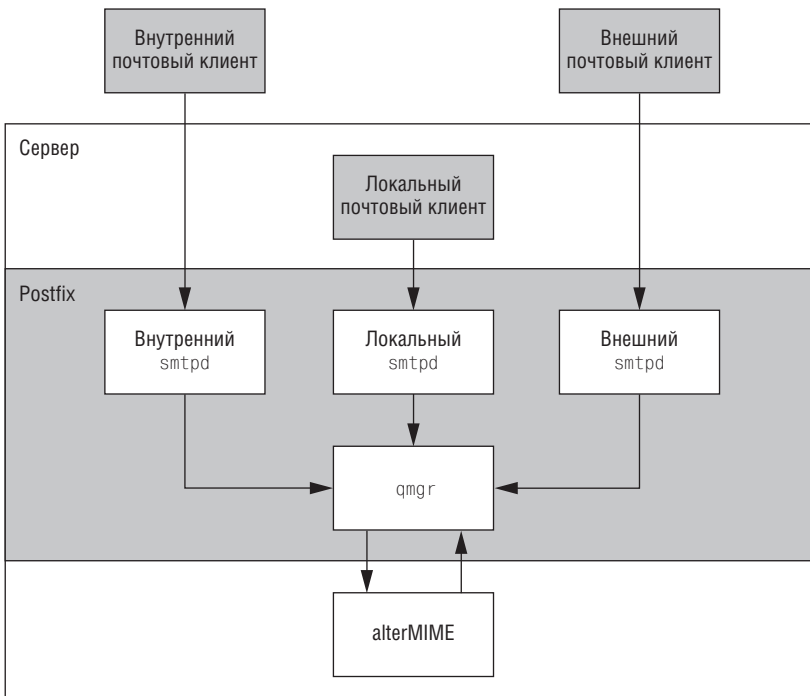 Внутренний
почтовый клиент
Внешний
почтовый клиент
Сервер
Локальный
почтовый клиент
Postfix
Внутренний
smtpd
Локальный
smtpd
Внешний
smtpd
qmgr
alterMIME